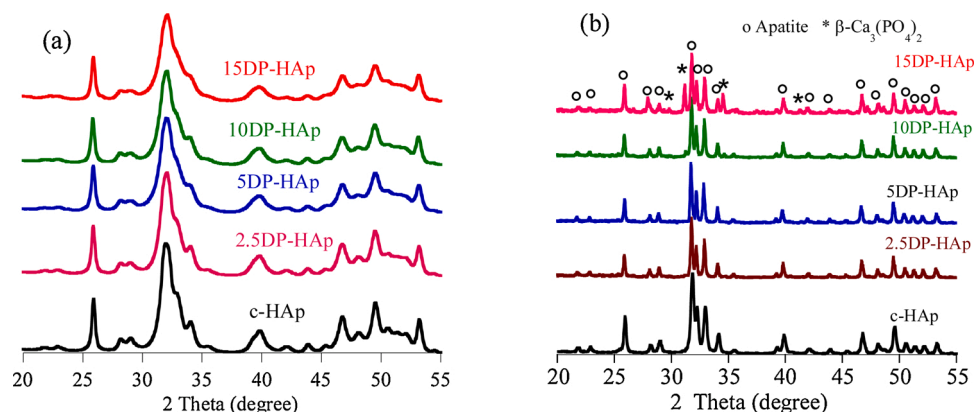 (a)
15DP-HAp
10DP-HAp
5DP-HAp
2.5DP-HAp
c-HAp
20 25 30 35 40 45 50 55
2 Theta (degree)
(b)
o Apatite * β-Ca3(PO4)2
15DP-HAp
10DP-HAp
5DP-HAp
2.5DP-HAp
c-HAp
20 25 30 35 40 45 50 55
2 Theta (degree)